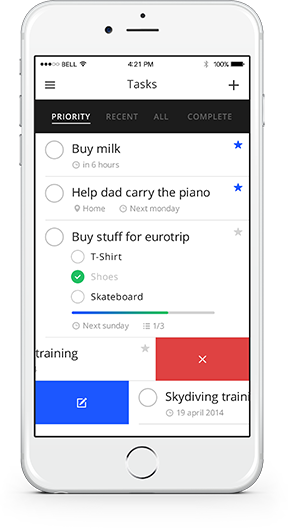 BELL 4:21 PM 100%
Tasks
PRIORITY RECENT ALL COMPLETE
Buy milk
in 6 hours
Help dad carry the piano
Home Next monday
Buy stuff for eurotrip
T-Shirt
Shoes
Skateboard
Next sunday 1/3
training
Skydiving traini
19 april 2014